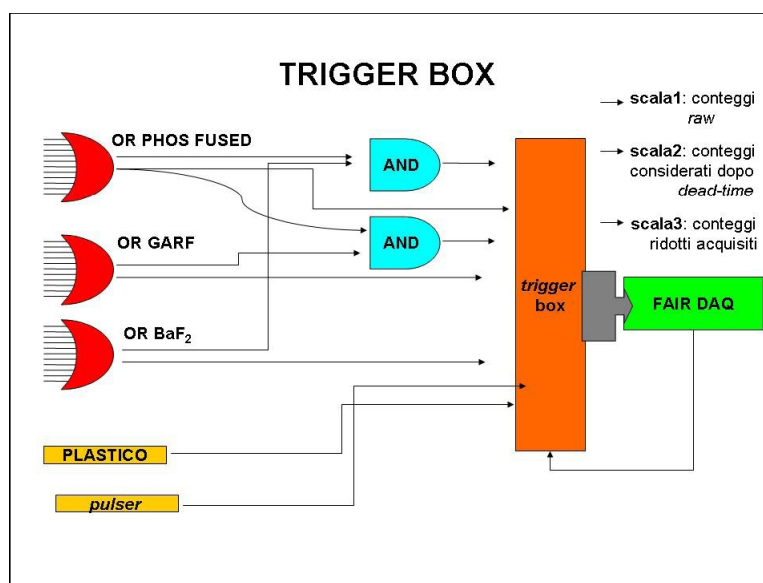 TRIGGER BOX
OR PHOS FUSED
AND
scala1: conteggi
raw
scala2: conteggi
considerati dopo
dead-time
scala3: conteggi
ridotti acquisiti
AND
OR GARF
trigger
box
FAIR DAQ
OR BaF₂
PLASTICO
pulser